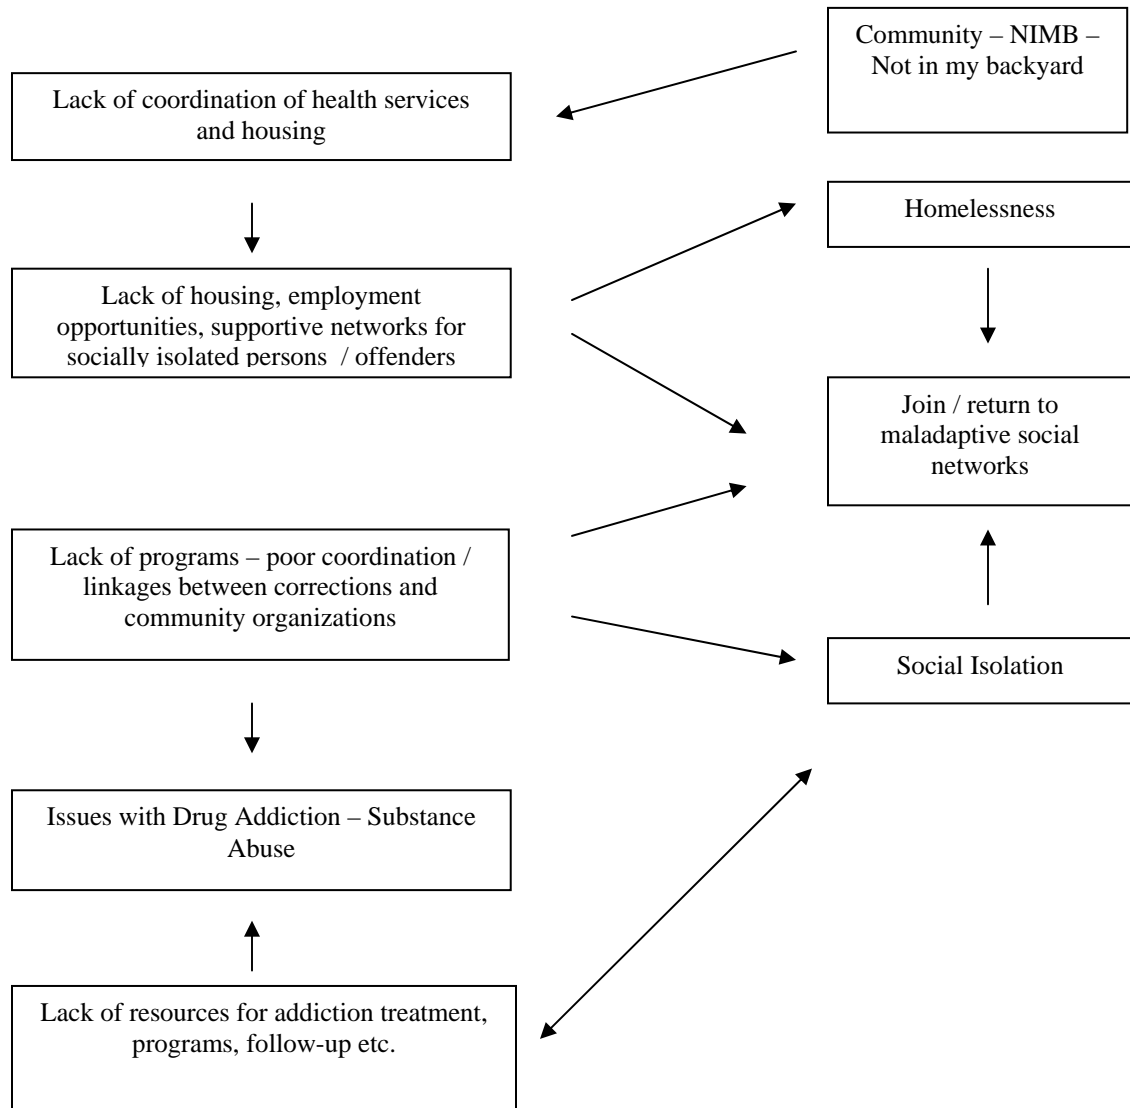 Community – NIMB –
Not in my backyard
Lack of coordination of health services
and housing
Homelessness
Lack of housing, employment
opportunities, supportive networks for
socially isolated persons / offenders
Join / return to
maladaptive social
networks
Lack of programs – poor coordination /
linkages between corrections and
community organizations
Social Isolation
Issues with Drug Addiction – Substance
Abuse
Lack of resources for addiction treatment,
programs, follow-up etc.